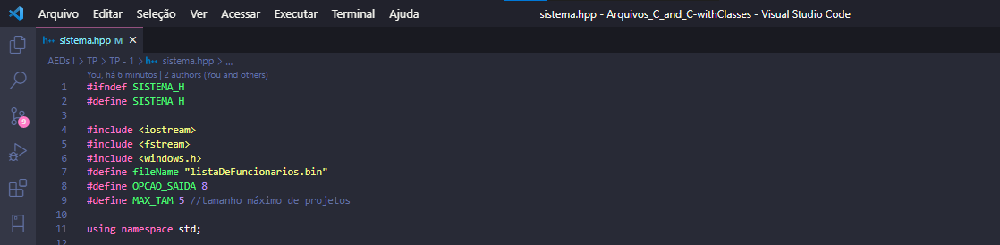 Arquivo Editar Seleção Ver Acessar Executar Terminal Ajuda sistema.hpp - Arquivos_C_and_C-withClasses - Visual Studio Code
h++ sistema.hpp M ×
AEDs I > TP > TP - 1 > h++ sistema.hpp > ...
You, há 6 minutos | 2 authors (You and others)
1 #ifndef SISTEMA_H
2 #define SISTEMA_H
3
4 #include <iostream>
5 #include <fstream>
6 #include <windows.h>
7 #define fileName "listaDeFuncionarios.bin"
8 #define OPCAO_SAIDA 8
9 #define MAX_TAM 5 //tamanho máximo de projetos
10
11 using namespace std;
12
9